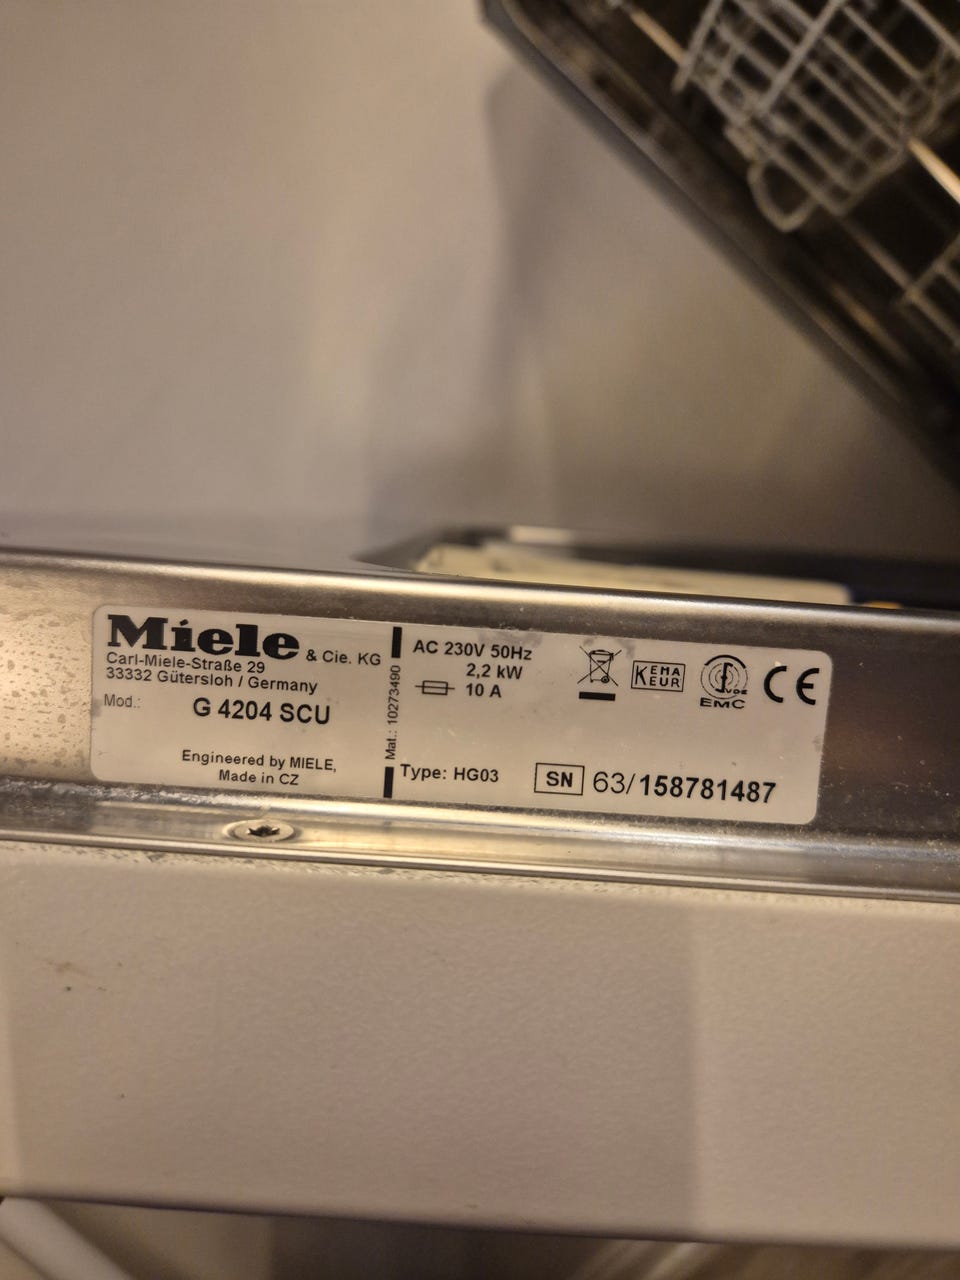 Miele & Cie. KG
Carl-Miele-Straße 29
33332 Gütersloh / Germany
Mod.: G 4204 SCU
Engineered by MIELE,
Made in CZ
Mat.: 10273490
AC 230V 50Hz
2,2 kW
10 A
Type: HG03
KEMA
KEUR
VDE
EMC
CE
SN 63/158781487